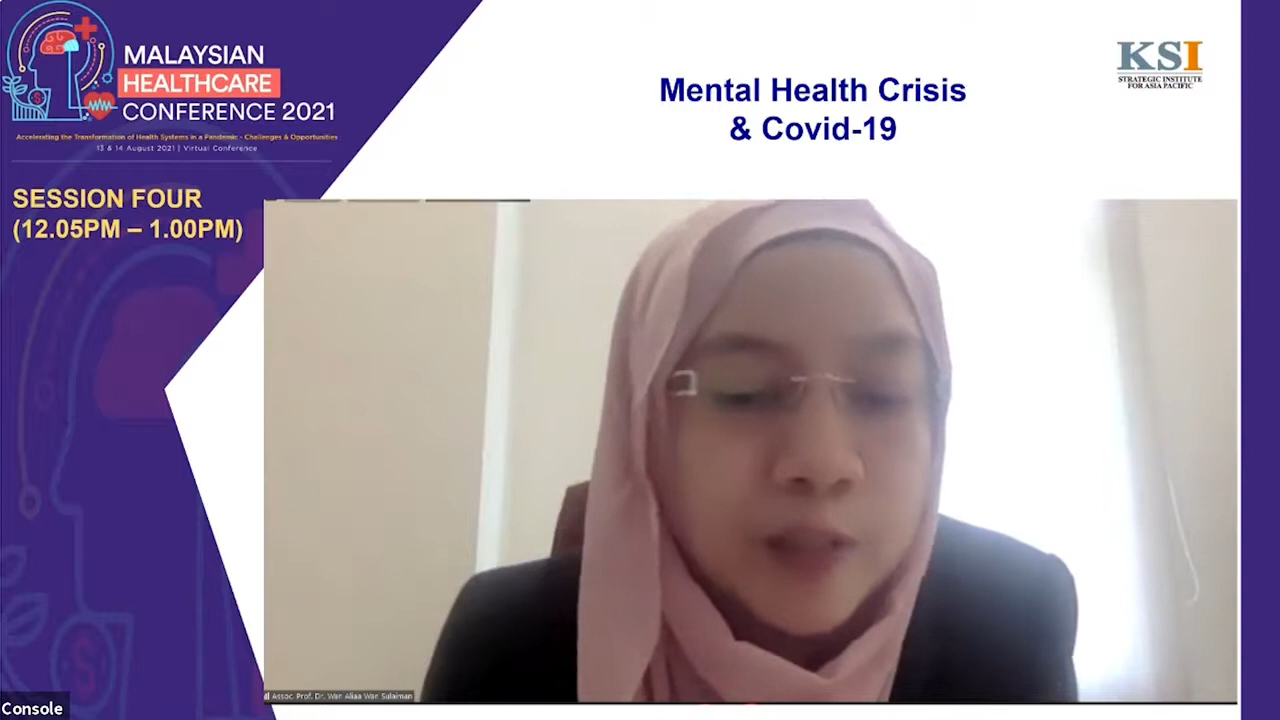 MALAYSIAN
HEALTHCARE
CONFERENCE 2021
Accelerating the Transformation of Health Systems in a Pandemic - Challenges & Opportunities
13 & 14 August 2021 | Virtual Conference
SESSION FOUR
(12.05PM – 1.00PM)
Mental Health Crisis
& Covid-19
KSI
STRATEGIC INSTITUTE
FOR ASIA PACIFIC
Assoc. Prof. Dr. Wan Aliaa Wan Sulaiman
Console